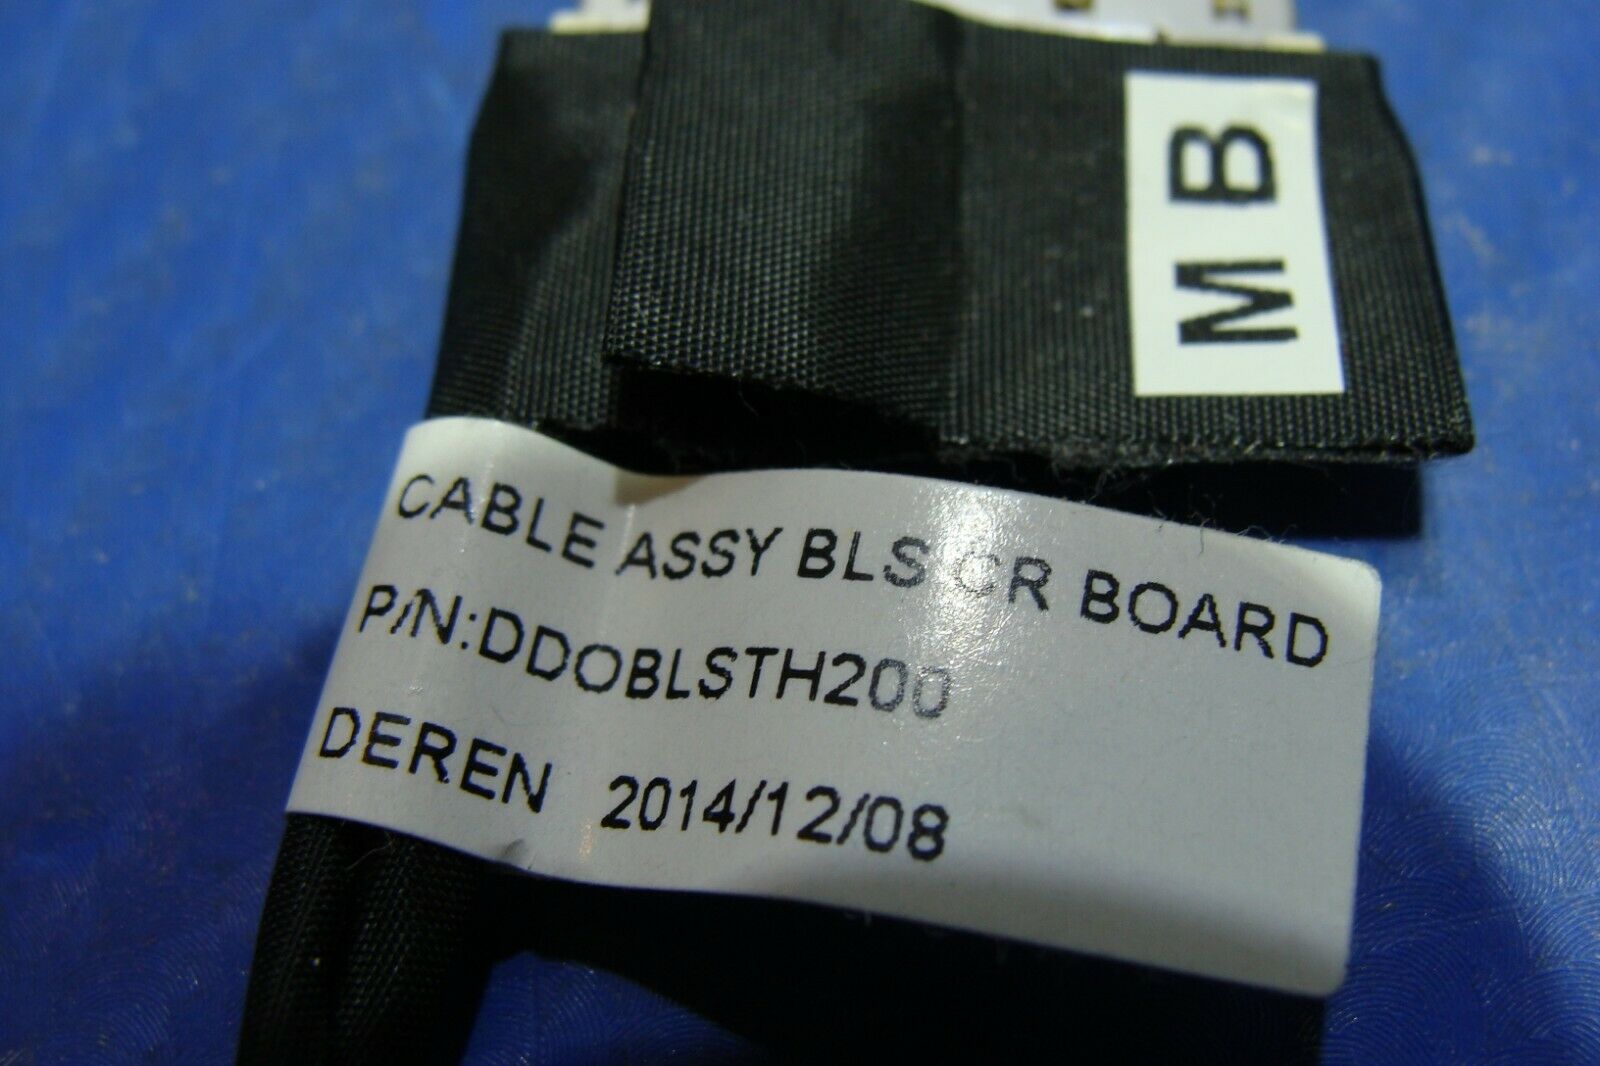 MB
CABLE ASSY BLS CR BOARD
P/N:DDOBLSTH200
DEREN 2014/12/08